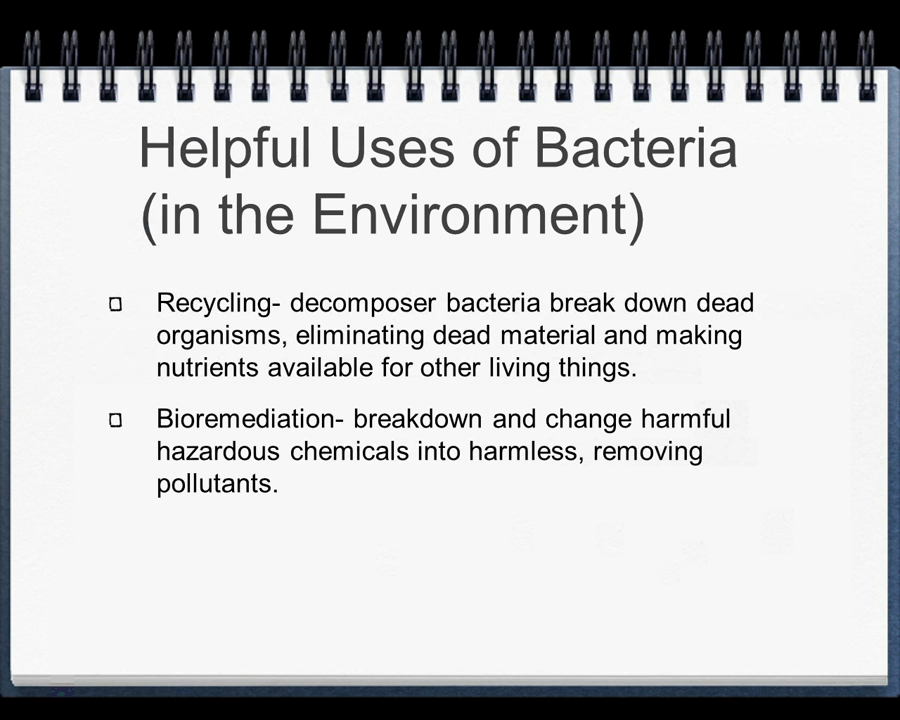 Helpful Uses of Bacteria
(in the Environment)
Recycling- decomposer bacteria break down dead
organisms, eliminating dead material and making
nutrients available for other living things.
Bioremediation- breakdown and change harmful
hazardous chemicals into harmless, removing
pollutants.